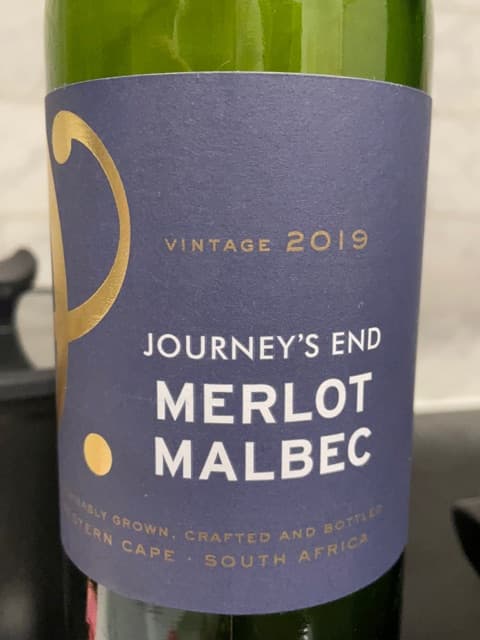 VINTAGE 2019
JOURNEY'S END
MERLOT
MALBEC
GROWN, CRAFTED AND BOTTLED
CAPE · SOUTH AFRICA